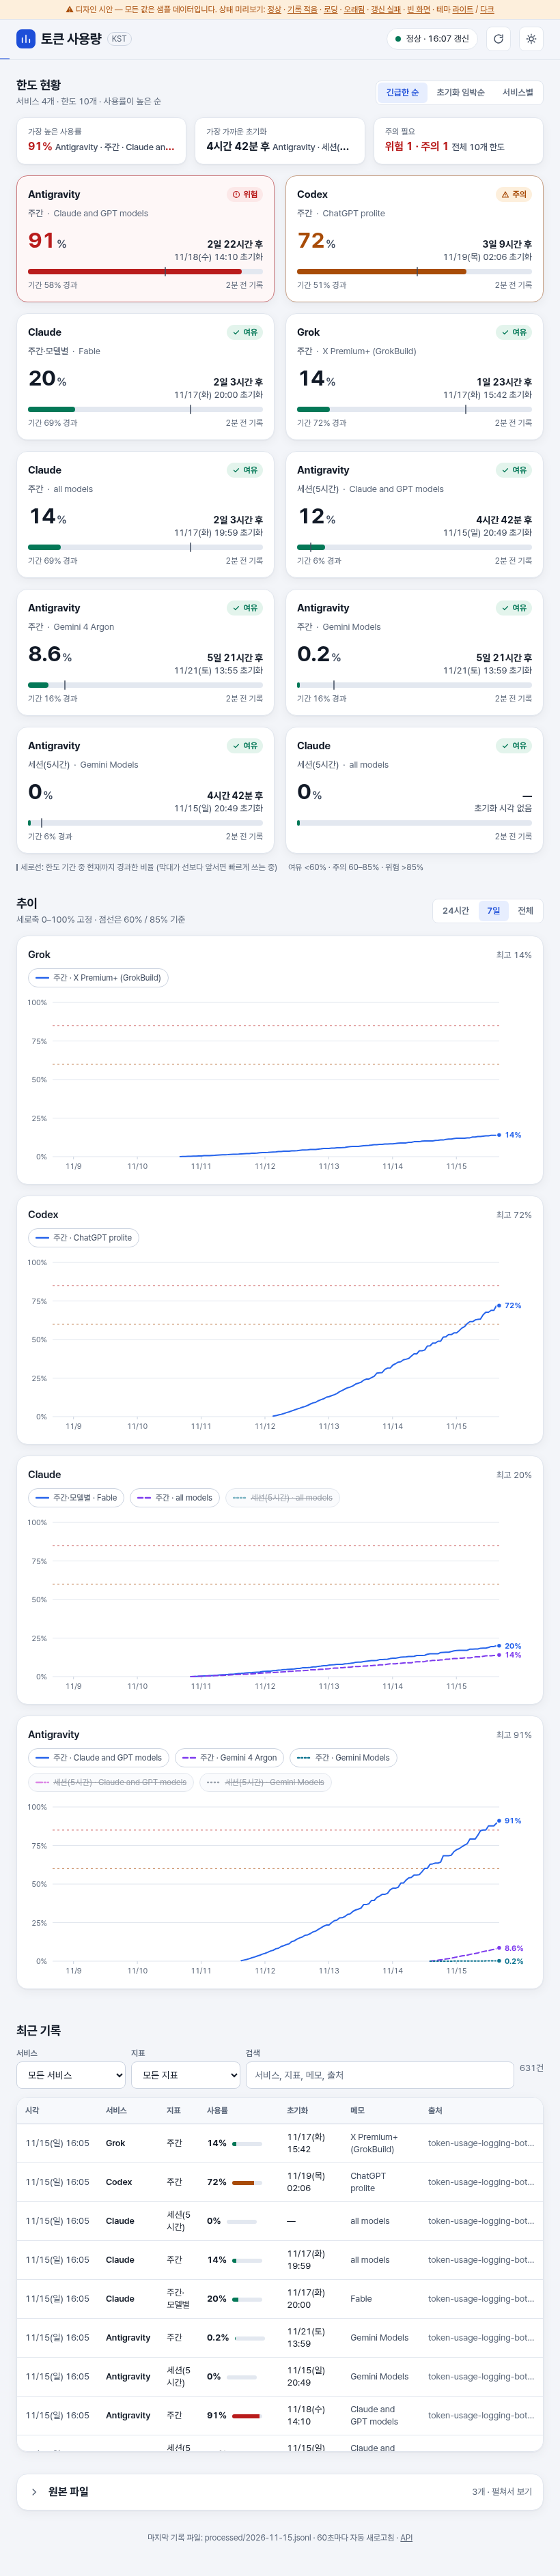 ⚠ 디자인 시안 — 모든 값은 샘플 데이터입니다. 상태 미리보기: 정상 · 기록 적음 · 로딩 · 오래됨 · 갱신 실패 · 빈 화면 · 테마 라이트 / 다크
토큰 사용량 KST
정상 · 16:07 갱신
한도 현황
서비스 4개 · 한도 10개 · 사용률이 높은 순
긴급한 순 초기화 임박순 서비스별
가장 높은 사용률
91% Antigravity · 주간 · Claude an...
가장 가까운 초기화
4시간 42분 후 Antigravity · 세션(...
주의 필요
위험 1 · 주의 1 전체 10개 한도
Antigravity 위험
주간 · Claude and GPT models
91% 2일 22시간 후
11/18(수) 14:10 초기화
기간 58% 경과 2분 전 기록
Codex 주의
주간 · ChatGPT prolite
72% 3일 9시간 후
11/19(목) 02:06 초기화
기간 51% 경과 2분 전 기록
Claude 여유
주간·모델별 · Fable
20% 2일 3시간 후
11/17(화) 20:00 초기화
기간 69% 경과 2분 전 기록
Grok 여유
주간 · X Premium+ (GrokBuild)
14% 1일 23시간 후
11/17(화) 15:42 초기화
기간 72% 경과 2분 전 기록
Claude 여유
주간 · all models
14% 2일 3시간 후
11/17(화) 19:59 초기화
기간 69% 경과 2분 전 기록
Antigravity 여유
세션(5시간) · Claude and GPT models
12% 4시간 42분 후
11/15(일) 20:49 초기화
기간 6% 경과 2분 전 기록
Antigravity 여유
주간 · Gemini 4 Argon
8.6% 5일 21시간 후
11/21(토) 13:55 초기화
기간 16% 경과 2분 전 기록
Antigravity 여유
주간 · Gemini Models
0.2% 5일 21시간 후
11/21(토) 13:59 초기화
기간 16% 경과 2분 전 기록
Antigravity 여유
세션(5시간) · Gemini Models
0% 4시간 42분 후
11/15(일) 20:49 초기화
기간 6% 경과 2분 전 기록
Claude 여유
세션(5시간) · all models
0% —
초기화 시각 없음
2분 전 기록
세로선: 한도 기간 중 현재까지 경과한 비율 (막대가 선보다 앞서면 빠르게 쓰는 중) 여유 <60% · 주의 60–85% · 위험 >85%
추이
세로축 0–100% 고정 · 점선은 60% / 85% 기준
24시간 7일 전체
Grok 최고 14%
주간 · X Premium+ (GrokBuild)
100%
75%
50%
25%
14%
0%
11/9 11/10 11/11 11/12 11/13 11/14 11/15
Codex 최고 72%
주간 · ChatGPT prolite
100%
75%
72%
50%
25%
0%
11/9 11/10 11/11 11/12 11/13 11/14 11/15
Claude 최고 20%
주간·모델별 · Fable 주간 · all models 세션(5시간) · all models
100%
75%
50%
25%
20%
14%
0%
11/9 11/10 11/11 11/12 11/13 11/14 11/15
Antigravity 최고 91%
주간 · Claude and GPT models 주간 · Gemini 4 Argon 주간 · Gemini Models
세션(5시간) · Claude and GPT models 세션(5시간) · Gemini Models
100%
91%
75%
50%
25%
8.6%
0% 0.2%
11/9 11/10 11/11 11/12 11/13 11/14 11/15
최근 기록
서비스 지표 검색
모든 서비스 모든 지표 서비스, 지표, 메모, 출처 631건
시각 서비스 지표 사용률 초기화 메모 출처
11/15(일) 16:05 Grok 주간 14% 11/17(화) 15:42 X Premium+ (GrokBuild) token-usage-logging-bot...
11/15(일) 16:05 Codex 주간 72% 11/19(목) 02:06 ChatGPT prolite token-usage-logging-bot...
11/15(일) 16:05 Claude 세션(5시간) 0% — all models token-usage-logging-bot...
11/15(일) 16:05 Claude 주간 14% 11/17(화) 19:59 all models token-usage-logging-bot...
11/15(일) 16:05 Claude 주간·모델별 20% 11/17(화) 20:00 Fable token-usage-logging-bot...
11/15(일) 16:05 Antigravity 주간 0.2% 11/21(토) 13:59 Gemini Models token-usage-logging-bot...
11/15(일) 16:05 Antigravity 세션(5시간) 0% 11/15(일) 20:49 Gemini Models token-usage-logging-bot...
11/15(일) 16:05 Antigravity 주간 91% 11/18(수) 14:10 Claude and GPT models token-usage-logging-bot...
세션(5 11/15(일) Claude and
원본 파일 3개 · 펼쳐서 보기
마지막 기록 파일: processed/2026-11-15.jsonl · 60초마다 자동 새로고침 · API